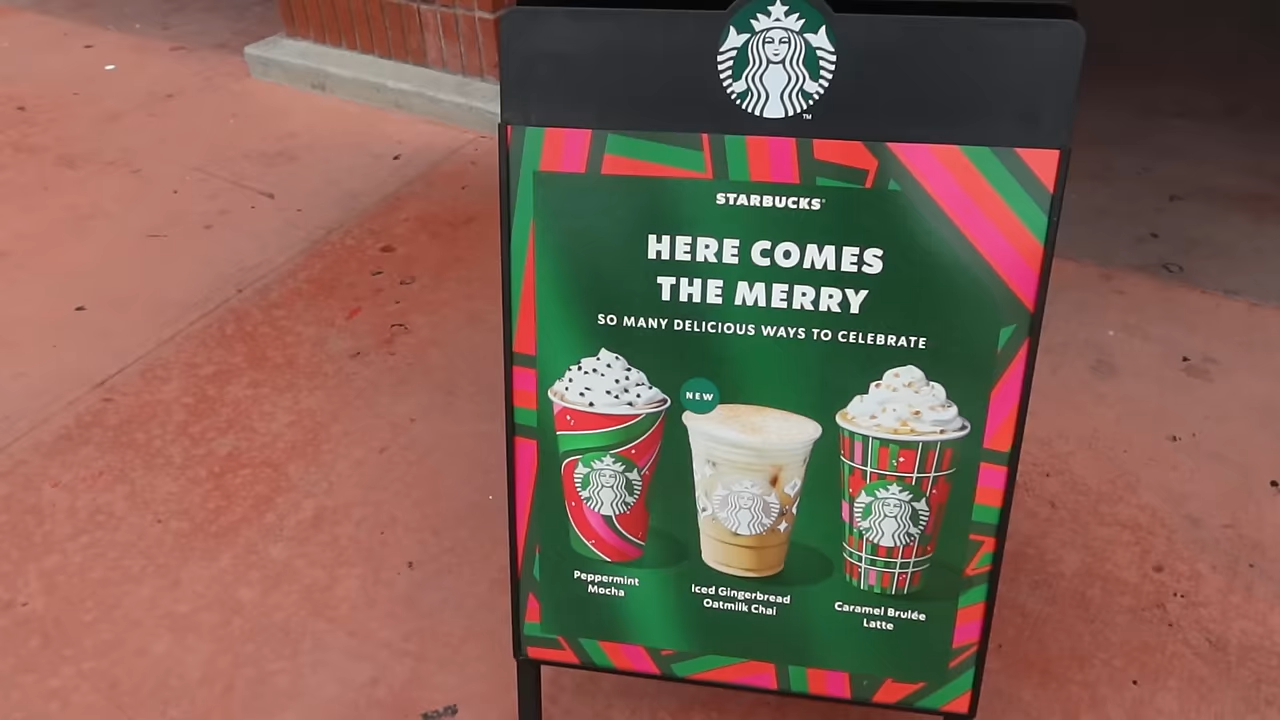 ™
STARBUCKS®
HERE COMES
THE MERRY
SO MANY DELICIOUS WAYS TO CELEBRATE
NEW
Peppermint
Mocha
Iced Gingerbread
Oatmilk Chai
Caramel Brulée
Latte